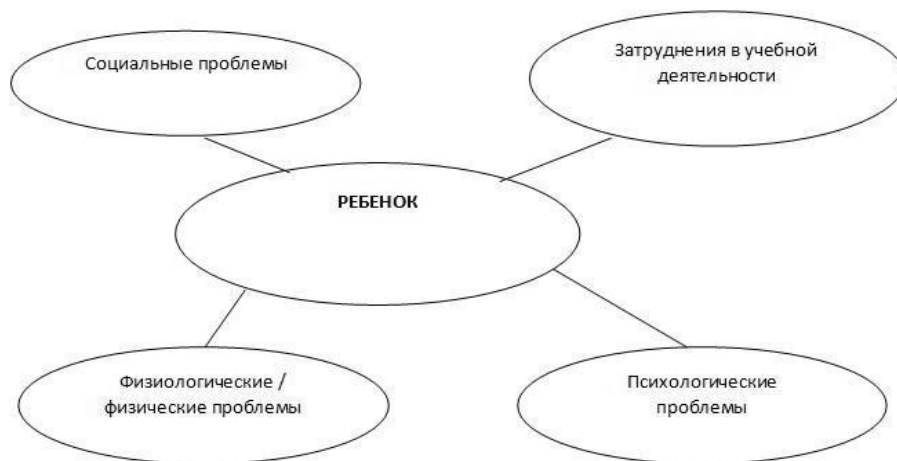 Социальные проблемы
Затруднения в учебной
деятельности
РЕБЕНОК
Физиологические /
физические проблемы
Психологические
проблемы